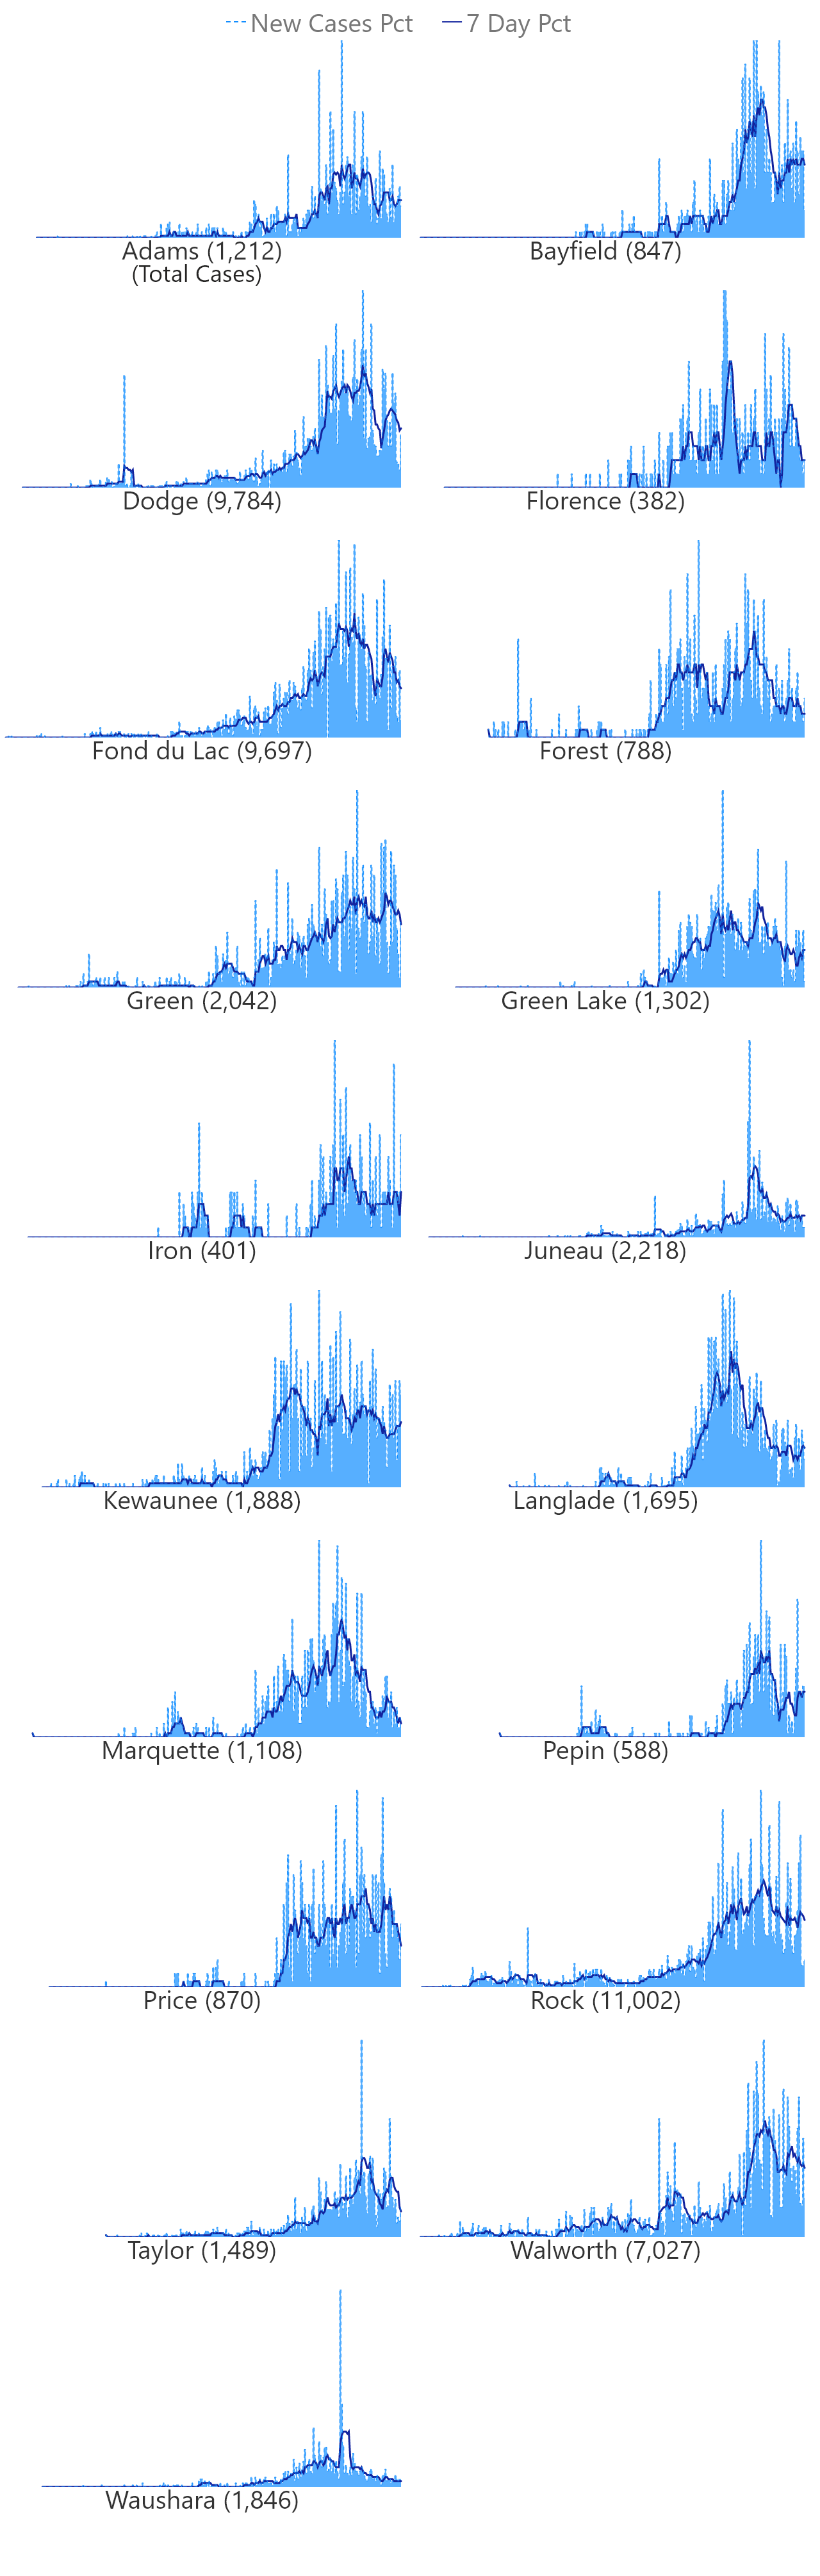 New Cases Pct 7 Day Pct
Adams (1,212) Bayfield (847)
(Total Cases)
Dodge (9,784) Florence (382)
Fond du Lac (9,697) Forest (788)
Green (2,042) Green Lake (1,302)
Iron (401) Juneau (2,218)
Kewaunee (1,888) Langlade (1,695)
Marquette (1,108) Pepin (588)
Price (870) Rock (11,002)
Taylor (1,489) Walworth (7,027)
Waushara (1,846)